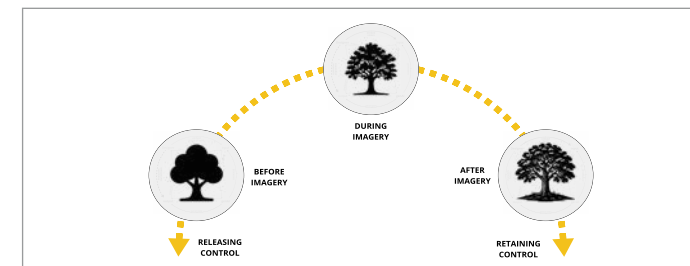 DURING
IMAGERY
BEFORE
IMAGERY
AFTER
IMAGERY
RELEASING
CONTROL
RETAINING
CONTROL